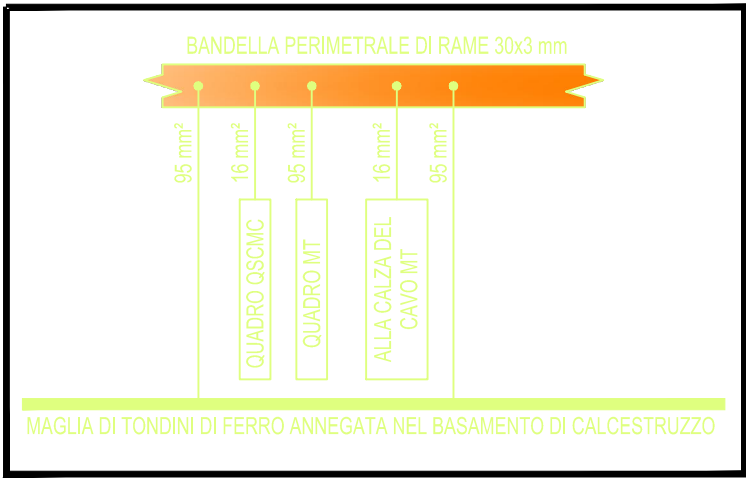 BANDELLA PERIMETRALE DI RAME 30x3 mm
95 mm²
16 mm²
95 mm²
16 mm²
95 mm²
QUADRO QSCMC
QUADRO MT
ALLA CALZA DEL
CAVO MT
MAGLIA DI TONDINI DI FERRO ANNEGATA NEL BASAMENTO DI CALCESTRUZZO